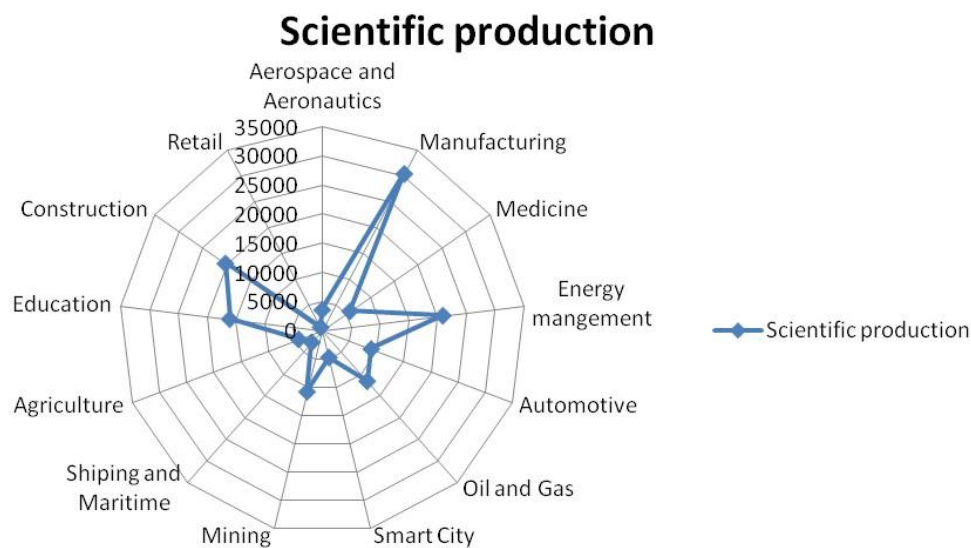 Scientific production
Aerospace and
Aeronautics
Manufacturing
Medicine
Energy
mangement
Automotive
Oil and Gas
Smart City
Mining
Shiping and
Maritime
Agriculture
Education
Construction
Retail
35000
30000
25000
20000
15000
10000
5000
0
Scientific production